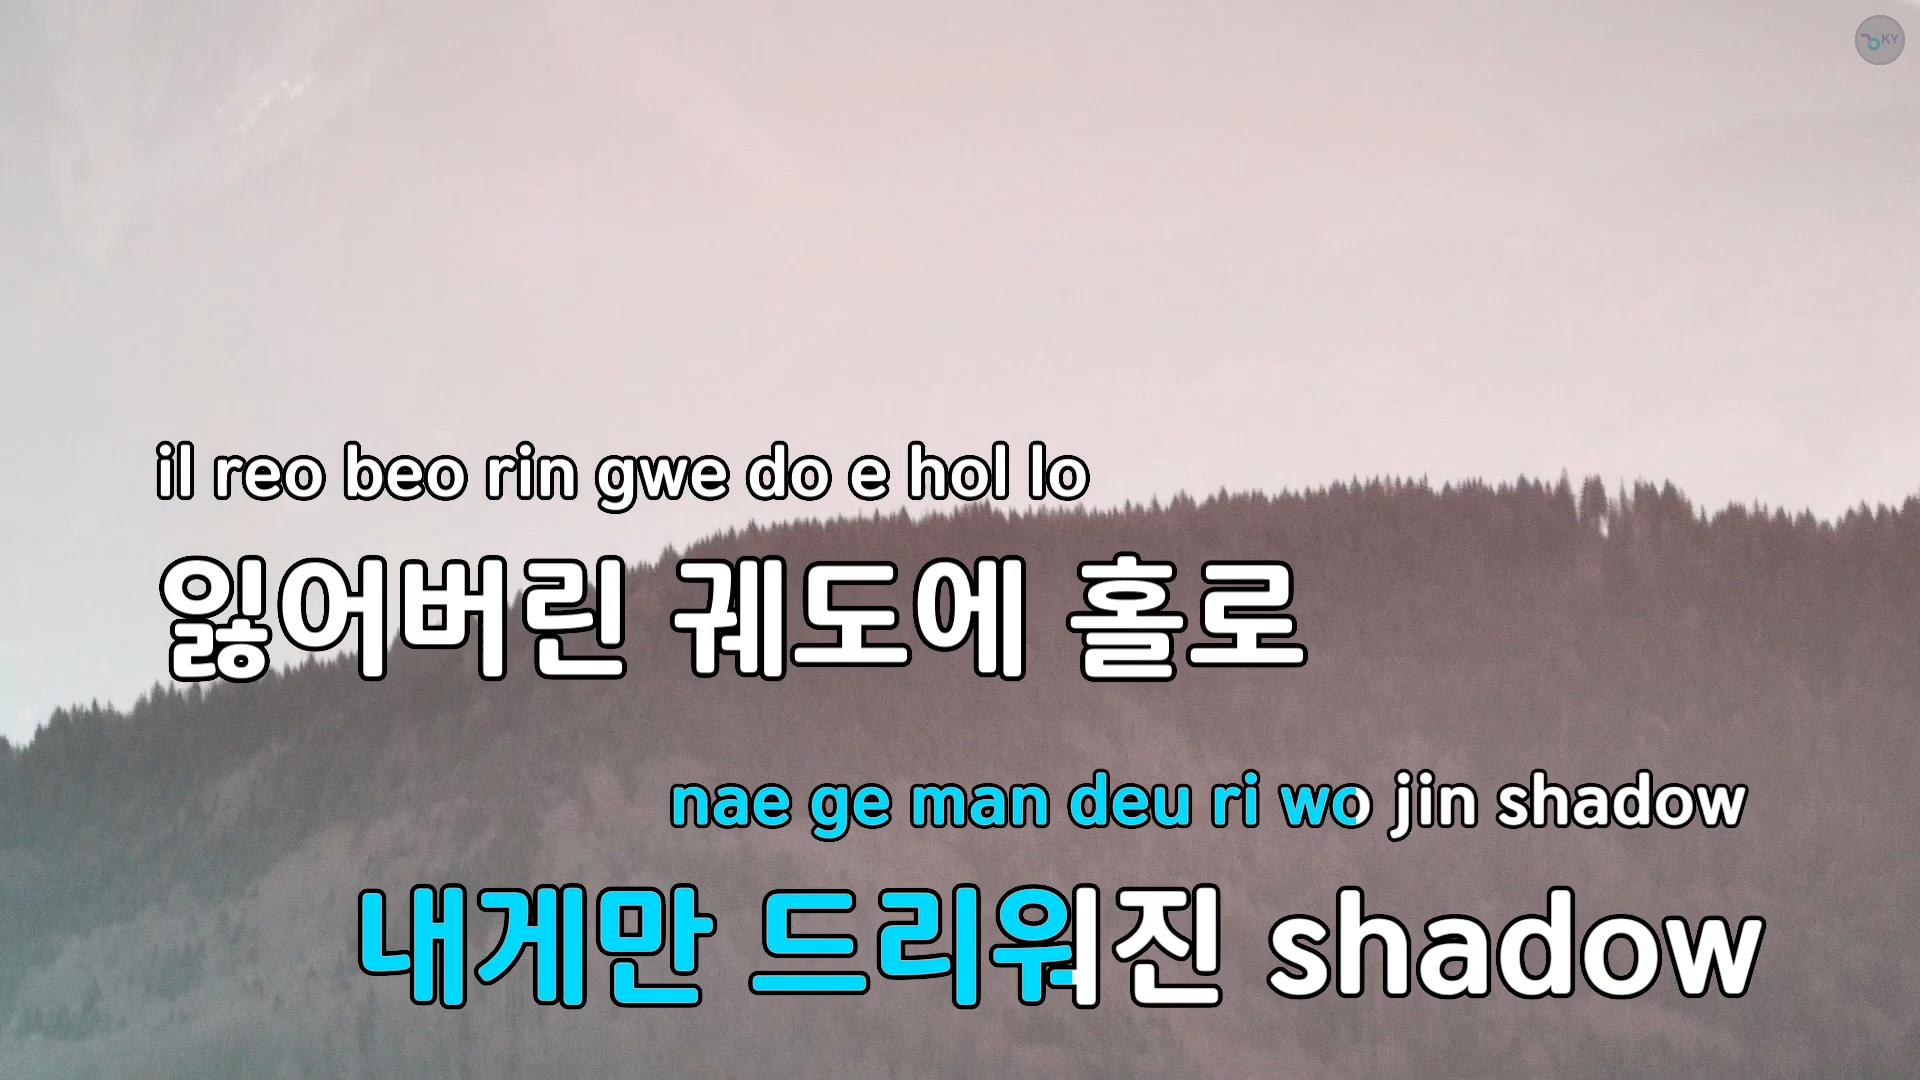 KY
il reo beo rin gwe do e hol lo
잃어버린 궤도에 홀로
nae ge man deu ri wo jin shadow
내게만 드리워진 shadow